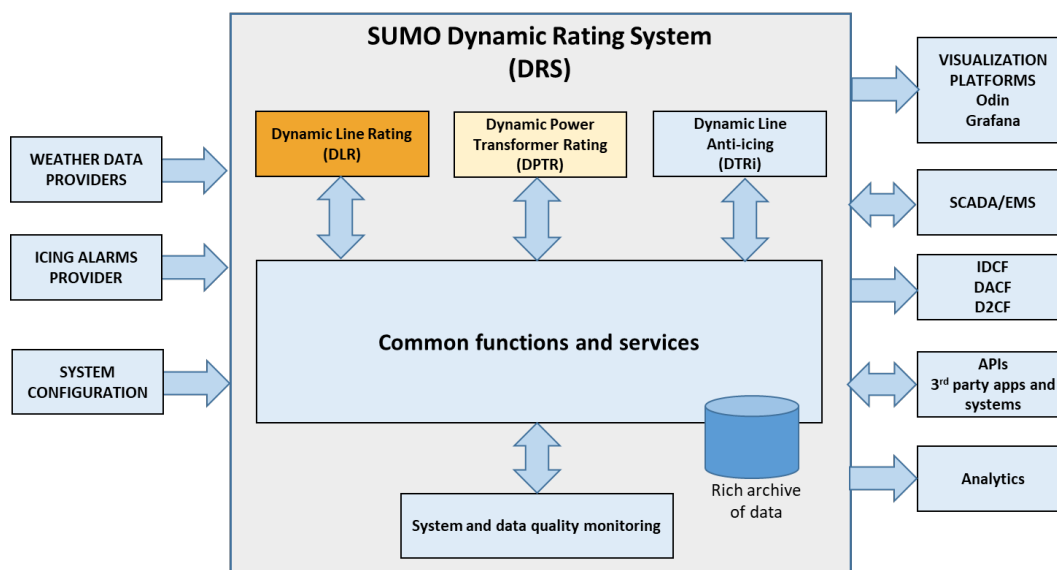 SUMO Dynamic Rating System
(DRS)
Dynamic Line Rating
(DLR)
Dynamic Power
Transformer Rating
(DPTR)
Dynamic Line
Anti-icing
(DTRi)
WEATHER DATA
PROVIDERS
ICING ALARMS
PROVIDER
SYSTEM
CONFIGURATION
Common functions and services
Rich archive
of data
System and data quality monitoring
VISUALIZATION
PLATFORMS
Odin
Grafana
SCADA/EMS
IDCF
DACF
D2CF
APIs
3rd party apps and
systems
Analytics